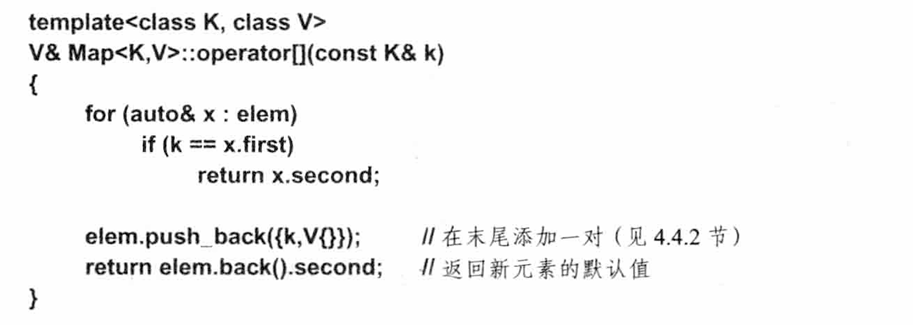 template<class K, class V>
V& Map<K,V>::operator[](const K& k)
{
for (auto& x : elem)
if (k == x.first)
return x.second;
elem.push_back({k,V{}}); // 在末尾添加一对（见 4.4.2 节）
return elem.back().second; // 返回新元素的默认值
}